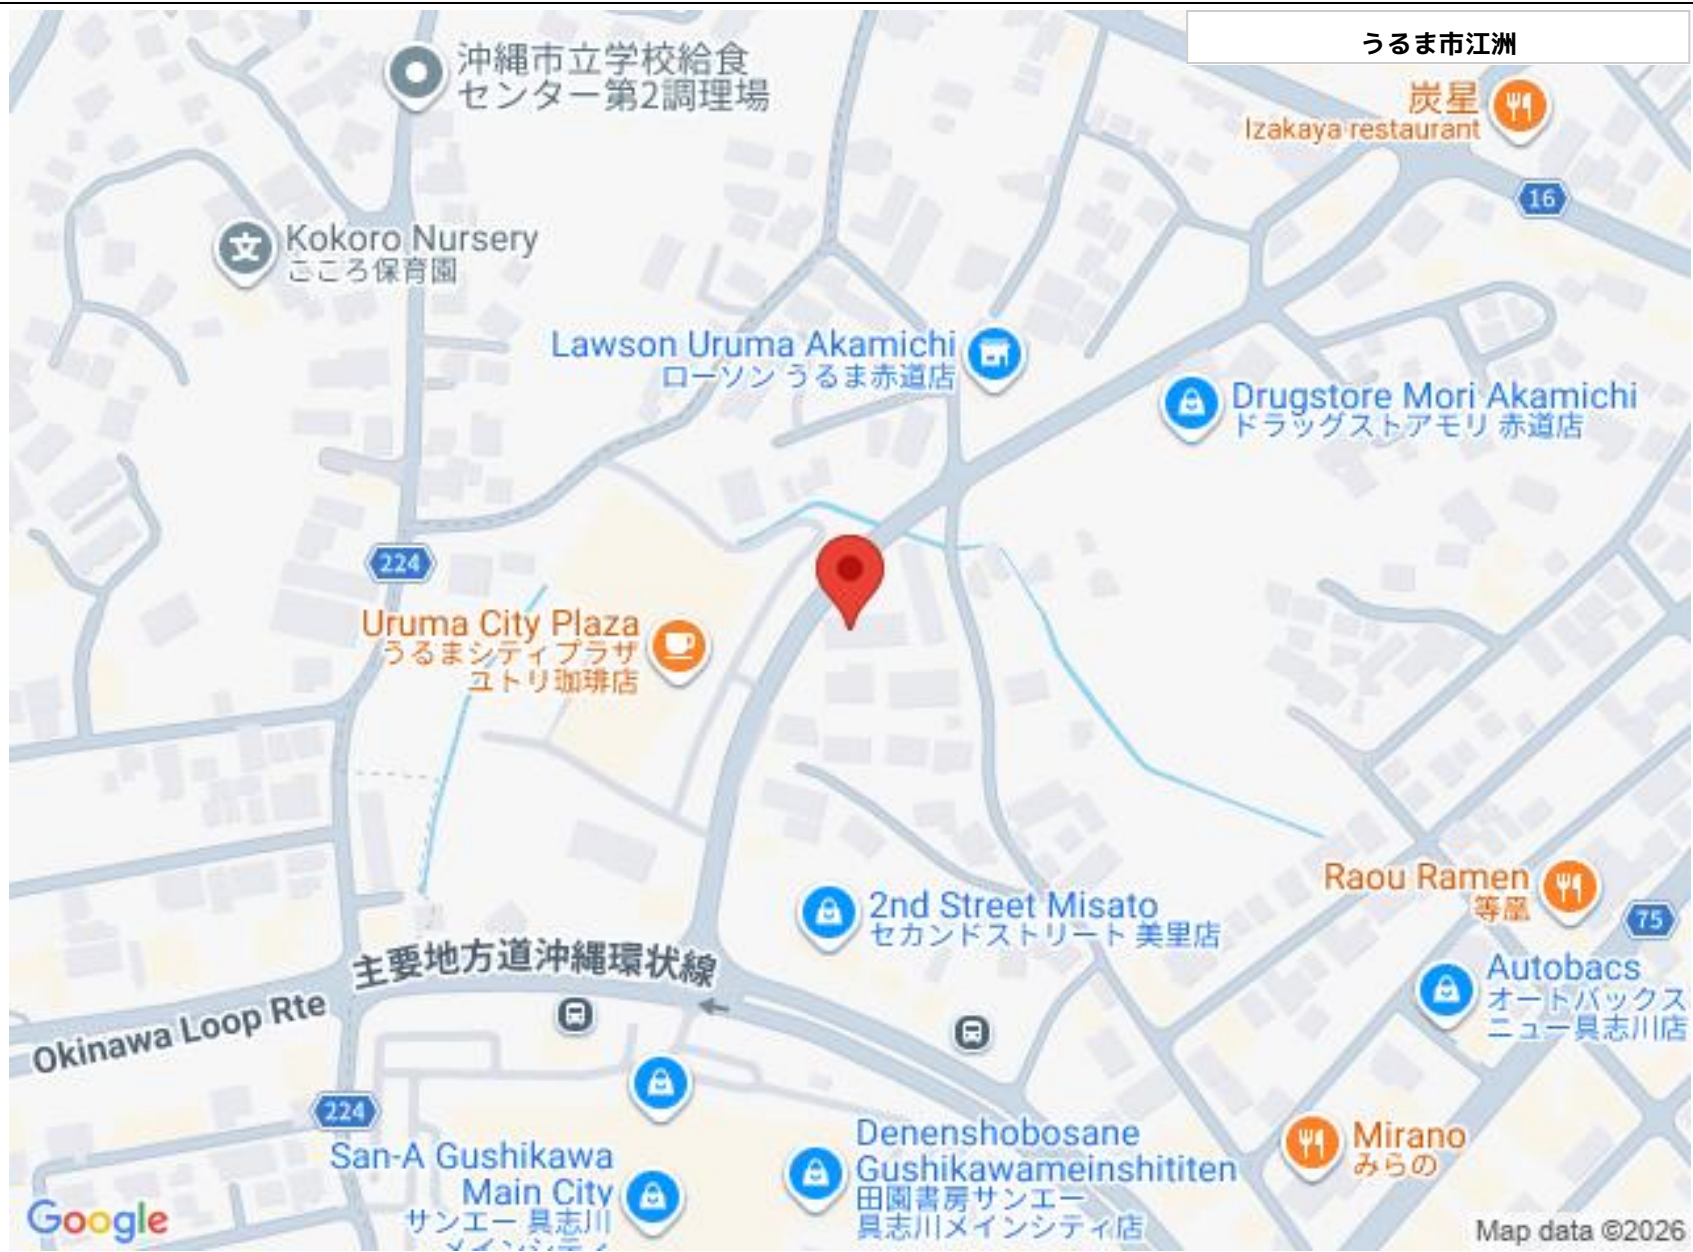 うるま市江洲
沖縄市立学校給食
センター第2調理場
炭星
Izakaya restaurant
16
Kokoro Nursery
こころ保育園
Lawson Uruma Akamichi
ローソン うるま赤道店
Drugstore Mori Akamichi
ドラッグストアモリ 赤道店
224
Uruma City Plaza
うるまシティプラザ
ユトリ珈琲店
Raou Ramen
等凰
75
2nd Street Misato
セカンドストリート 美里店
主要地方道沖縄環状線
Autobacs
オートバックス
ニュー具志川店
Okinawa Loop Rte
224
San-A Gushikawa
Main City
サンエー 具志川
メインシティ
Denenshobosane
Gushikawameinshititen
田園書房サンエー
具志川メインシティ店
Mirano
みらの
Google
Map data ©2026